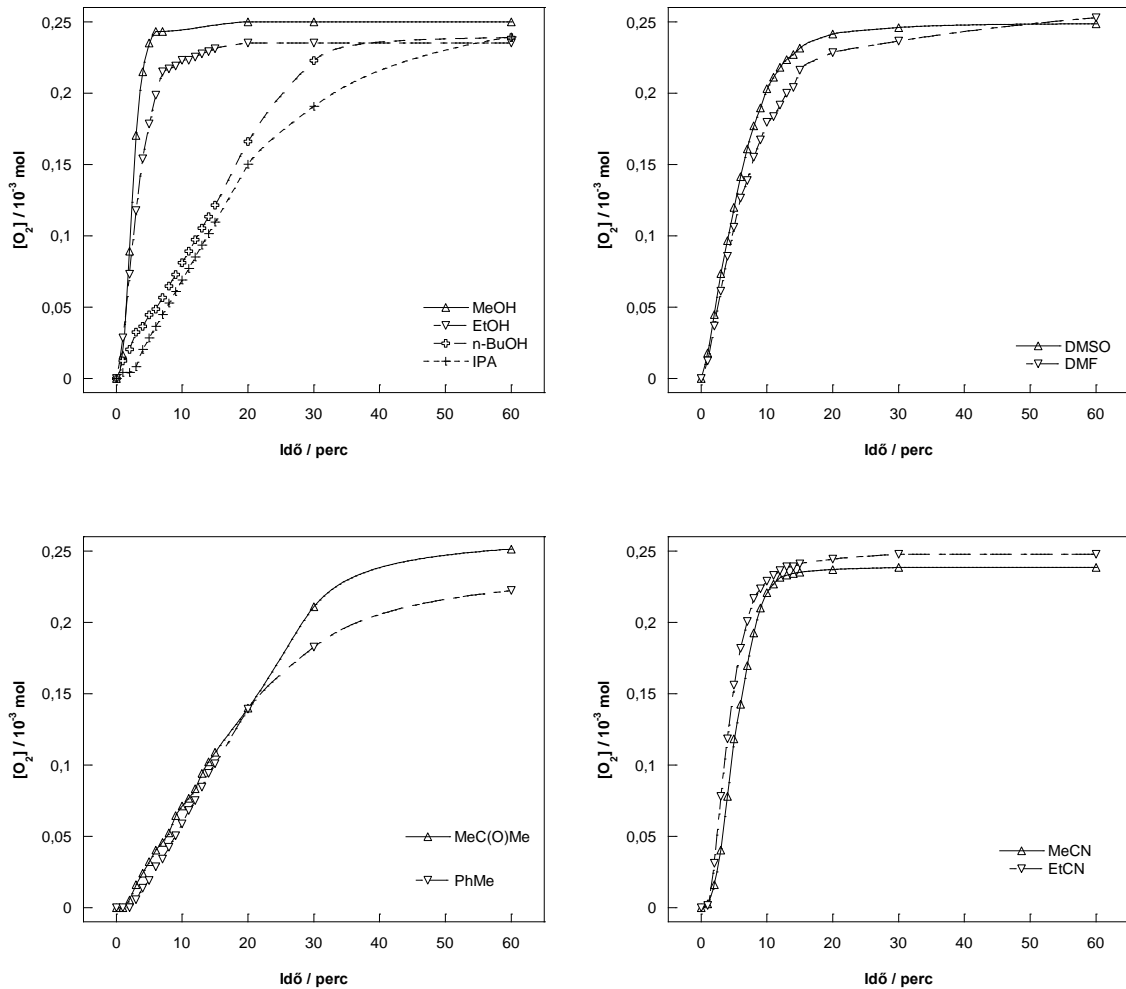 0,25
0,2
0,15
0,1
0,05
0
[O2] / 10-3 mol
MeOH
EtOH
n-BuOH
IPA
0 10 20 30 40 50 60
Idő / perc
0,25
0,2
0,15
0,1
0,05
0
[O2] / 10-3 mol
DMSO
DMF
0 10 20 30 40 50 60
Idő / perc
0,25
0,2
0,15
0,1
0,05
0
[O2] / 10-3 mol
MeC(O)Me
PhMe
0 10 20 30 40 50 60
Idő / perc
0,25
0,2
0,15
0,1
0,05
0
[O2] / 10-3 mol
MeCN
EtCN
0 10 20 30 40 50 60
Idő / perc